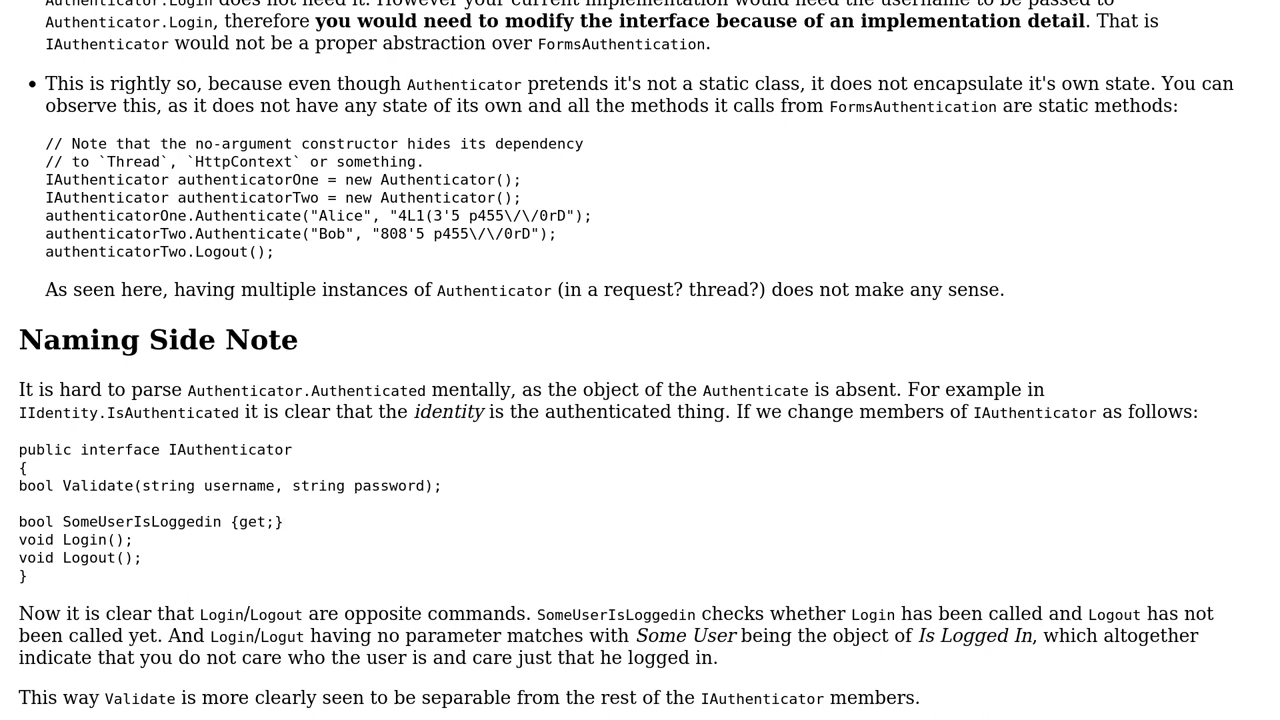 Authenticator.Login does not need it. However your current implementation would need the username to be passed to
Authenticator.Login, therefore you would need to modify the interface because of an implementation detail. That is
IAuthenticator would not be a proper abstraction over FormsAuthentication.
• This is rightly so, because even though Authenticator pretends it's not a static class, it does not encapsulate it's own state. You can
observe this, as it does not have any state of its own and all the methods it calls from FormsAuthentication are static methods:
// Note that the no-argument constructor hides its dependency
// to `Thread`, `HttpContext` or something.
IAuthenticator authenticatorOne = new Authenticator();
IAuthenticator authenticatorTwo = new Authenticator();
authenticatorOne.Authenticate("Alice", "4L1(3'5 p455\/\/0rD");
authenticatorTwo.Authenticate("Bob", "808'5 p455\/\/0rD");
authenticatorTwo.Logout();
As seen here, having multiple instances of Authenticator (in a request? thread?) does not make any sense.
Naming Side Note
It is hard to parse Authenticator.Authenticated mentally, as the object of the Authenticate is absent. For example in
IIdentity.IsAuthenticated it is clear that the identity is the authenticated thing. If we change members of IAuthenticator as follows:
public interface IAuthenticator
{
bool Validate(string username, string password);
bool SomeUserIsLoggedin {get;}
void Login();
void Logout();
}
Now it is clear that Login/Logout are opposite commands. SomeUserIsLoggedin checks whether Login has been called and Logout has not
been called yet. And Login/Logut having no parameter matches with Some User being the object of Is Logged In, which altogether
indicate that you do not care who the user is and care just that he logged in.
This way Validate is more clearly seen to be separable from the rest of the IAuthenticator members.